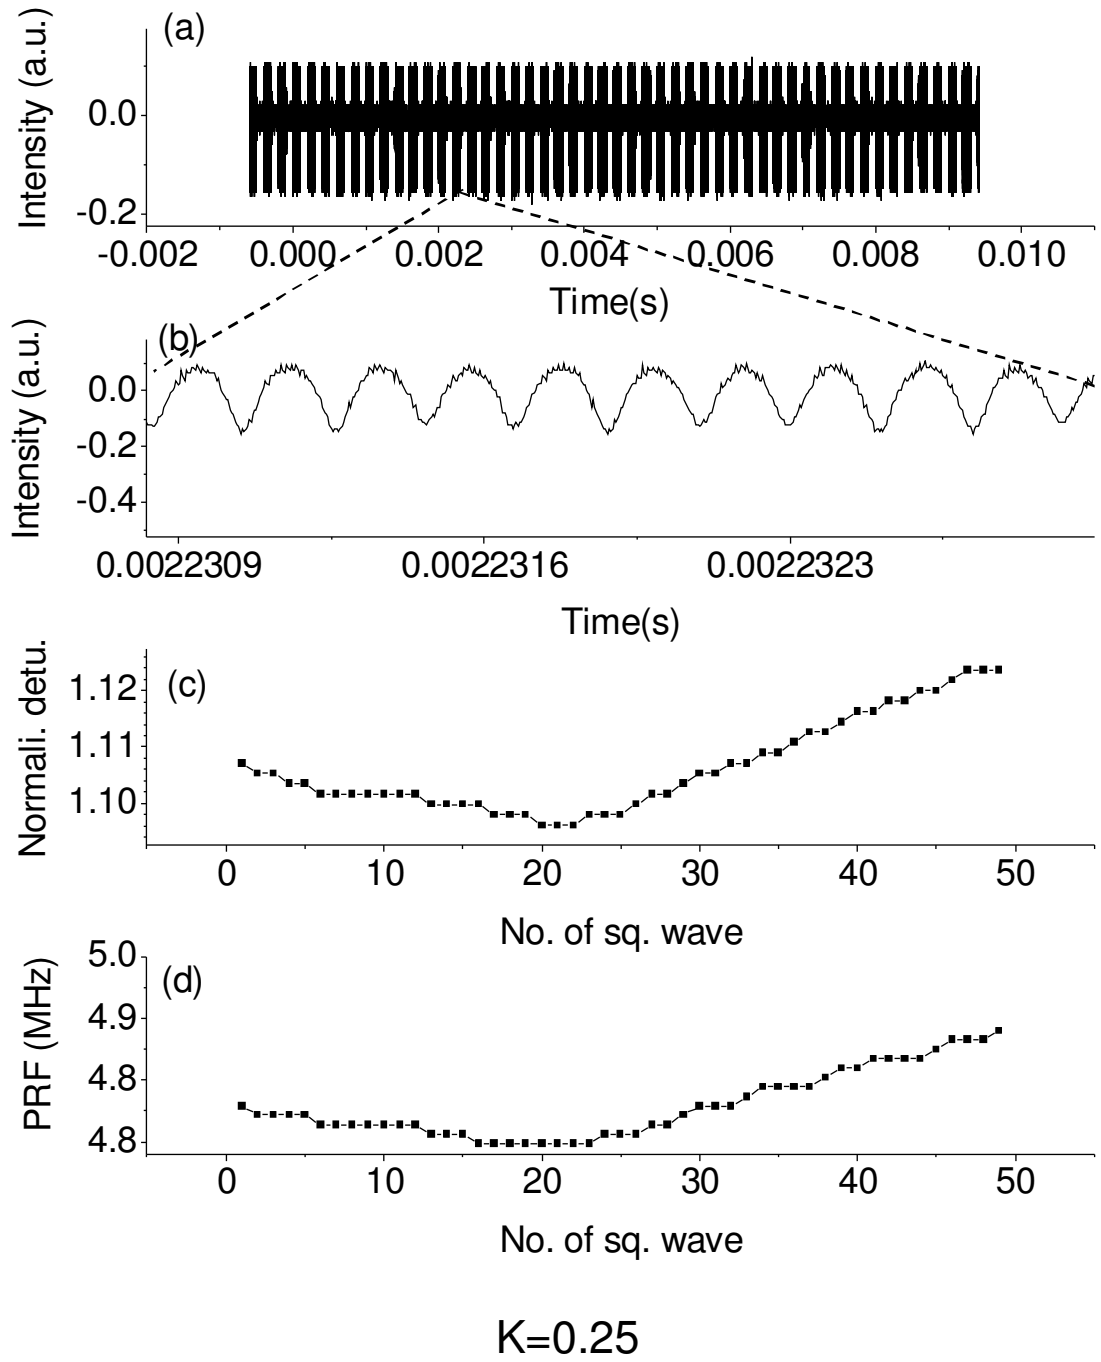 (a)
Intensity (a.u.)
0.0
-0.2
-0.002 0.000 0.002 0.004 0.006 0.008 0.010
Time(s)
(b)
Intensity (a.u.)
0.0
-0.2
-0.4
0.0022309 0.0022316 0.0022323
Time(s)
(c)
Normali. detu.
1.12
1.11
1.10
0 10 20 30 40 50
No. of sq. wave
(d)
PRF (MHz)
5.0
4.9
4.8
4.8
0 10 20 30 40 50
No. of sq. wave
K=0.25